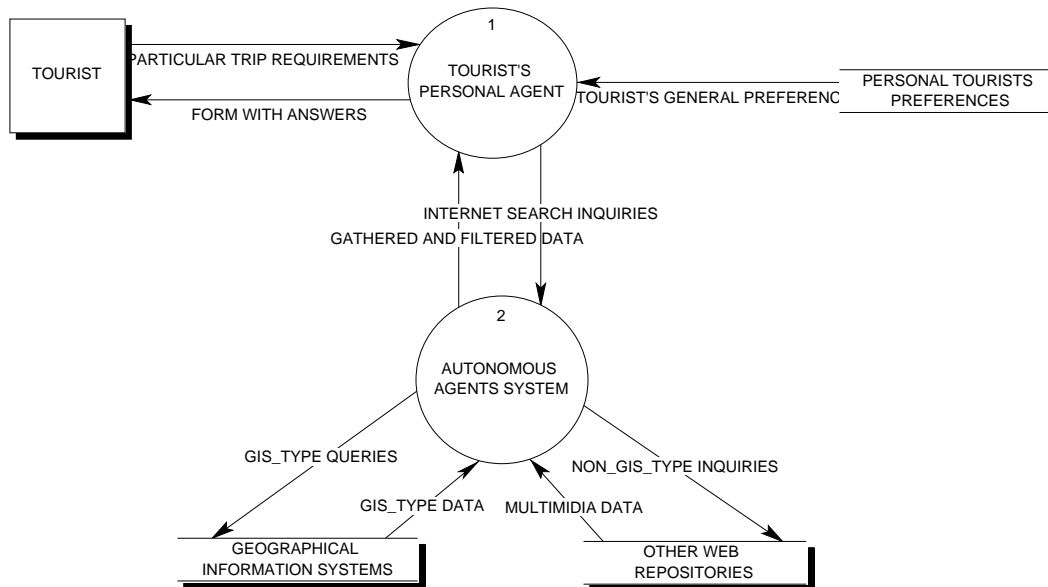 1
TOURIST
PARTICULAR TRIP REQUIREMENTS
TOURIST'S
PERSONAL AGENT
PERSONAL TOURISTS
PREFERENCES
TOURIST'S GENERAL PREFERENC
FORM WITH ANSWERS
INTERNET SEARCH INQUIRIES
GATHERED AND FILTERED DATA
2
AUTONOMOUS
AGENTS SYSTEM
GIS_TYPE QUERIES
NON_GIS_TYPE INQUIRIES
GIS_TYPE DATA
MULTIMIDIA DATA
GEOGRAPHICAL
INFORMATION SYSTEMS
OTHER WEB
REPOSITORIES